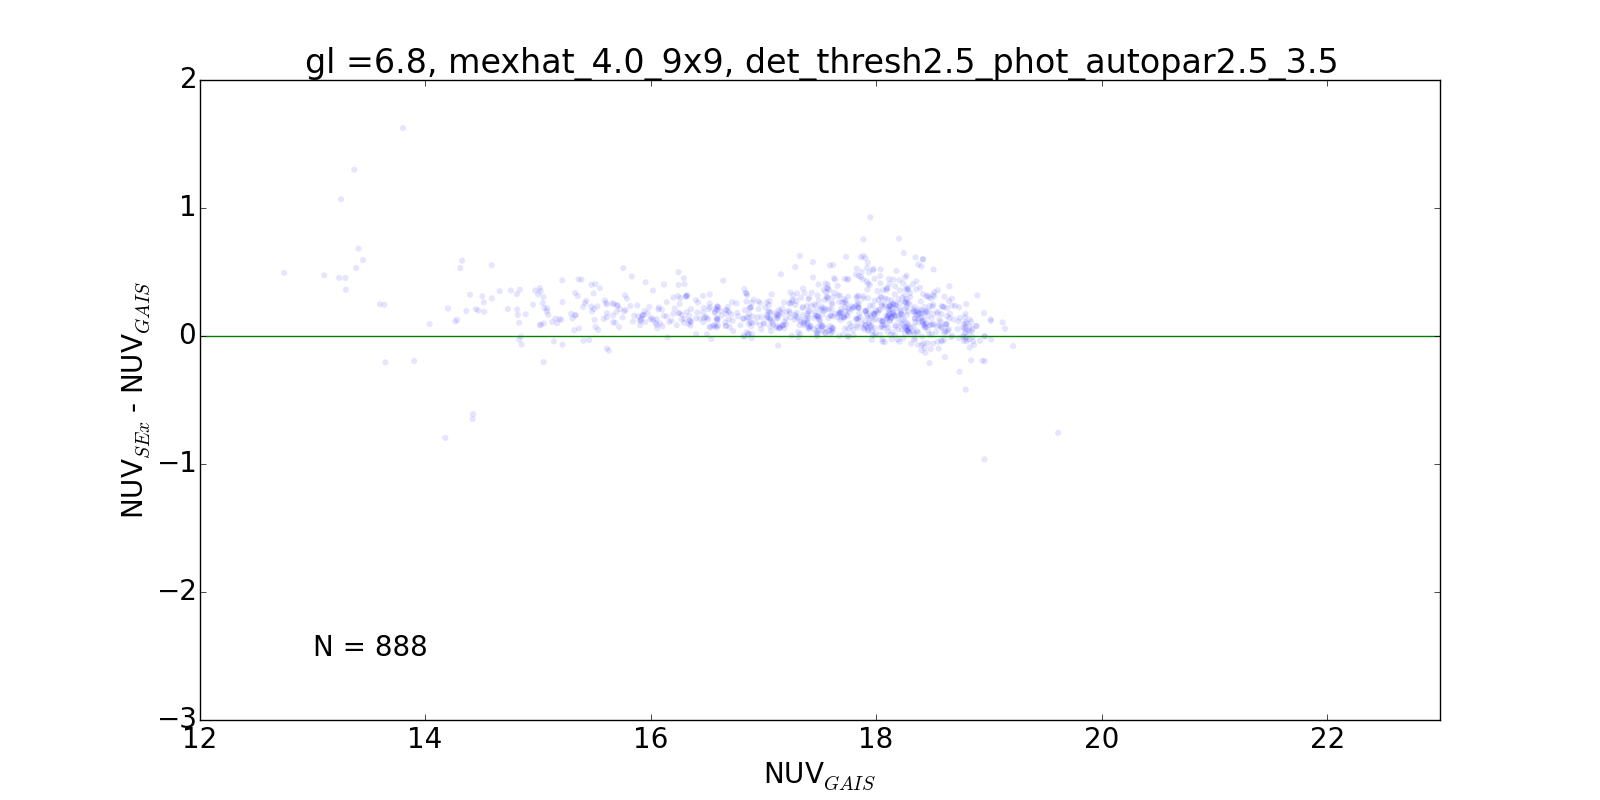 gl =6.8, mexhat_4.0_9x9, det_thresh2.5_phot_autopar2.5_3.5
2
1
0
−1
−2
−3
NUV_SEx - NUV_GAIS
N = 888
12 14 16 18 20 22
NUV_GAIS